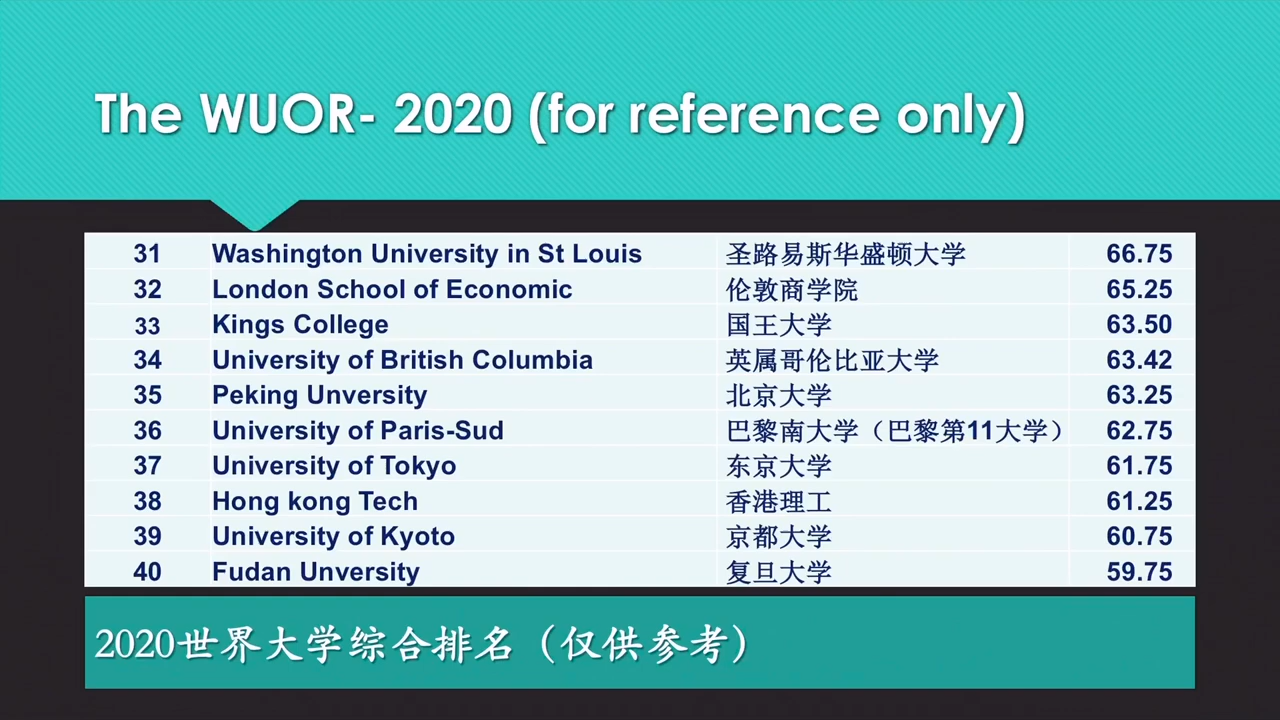 The WUOR- 2020 (for reference only)
31 Washington University in St Louis 圣路易斯华盛顿大学 66.75
32 London School of Economic 伦敦商学院 65.25
33 Kings College 国王大学 63.50
34 University of British Columbia 英属哥伦比亚大学 63.42
35 Peking Unversity 北京大学 63.25
36 University of Paris-Sud 巴黎南大学（巴黎第11大学） 62.75
37 University of Tokyo 东京大学 61.75
38 Hong kong Tech 香港理工 61.25
39 University of Kyoto 京都大学 60.75
40 Fudan Unversity 复旦大学 59.75
2020世界大学综合排名（仅供参考）